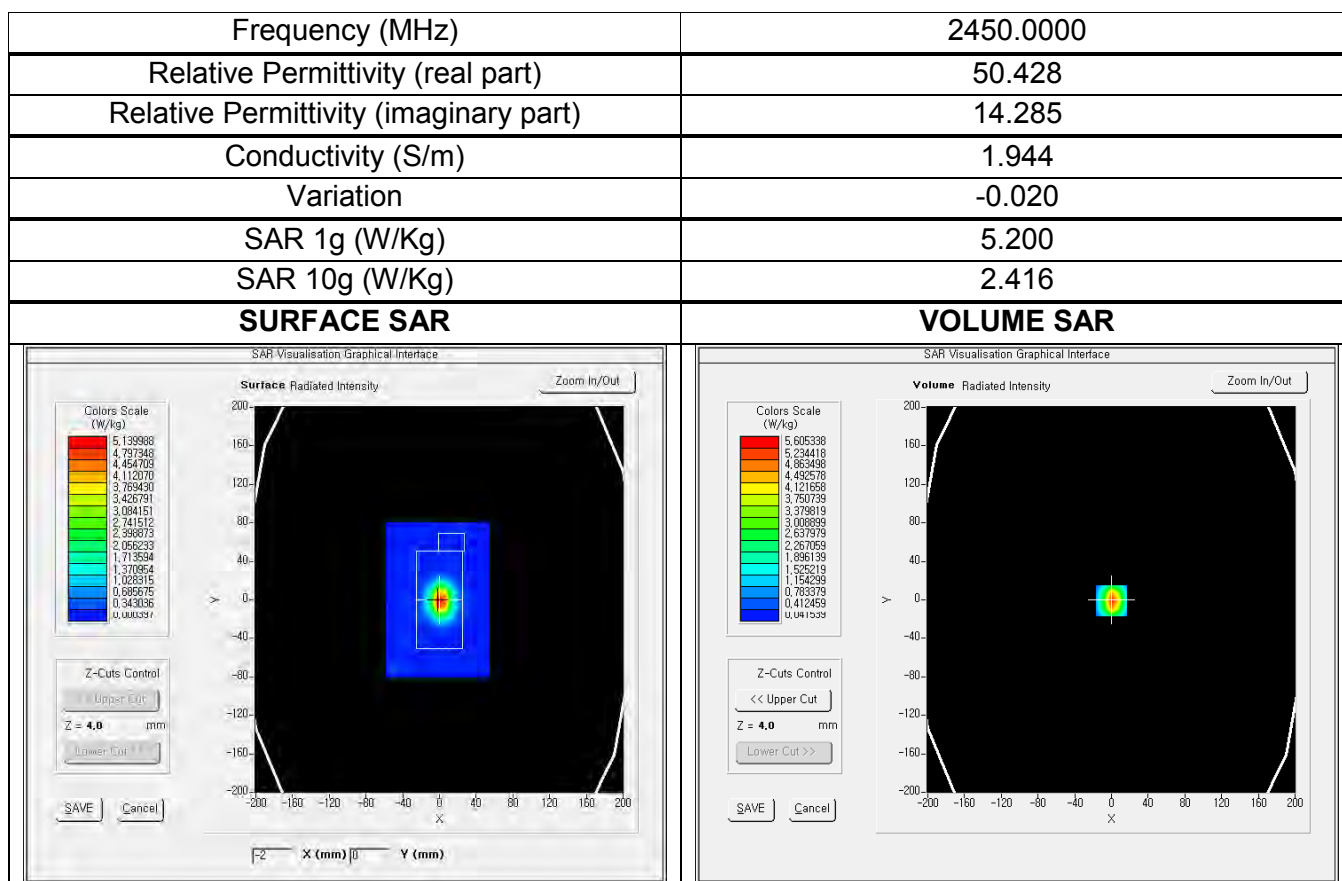 Frequency (MHz) 2450.0000
Relative Permittivity (real part) 50.428
Relative Permittivity (imaginary part) 14.285
Conductivity (S/m) 1.944
Variation -0.020
SAR 1g (W/Kg) 5.200
SAR 10g (W/Kg) 2.416
SURFACE SAR VOLUME SAR
SAR Visualisation Graphical Interface
Surface Radiated Intensity
Zoom In/Out
Colors Scale
(W/kg)
5,139988
4,797348
4,454709
4,112070
3,769430
3,426791
3,084151
2,741512
2,398873
2,056233
1,713594
1,370954
1,028315
0,685675
0,343036
0,000397
Z-Cuts Control
<< Upper Cut
Z = 4,0 mm
Lower Cut >>
SAVE Cancel
200
160
120
80
40
0
-40
-80
-120
-160
-200
Y
-200 -160 -120 -80 -40 0 40 80 120 160 200
X
-2 X (mm) 0 Y (mm)
SAR Visualisation Graphical Interface
Volume Radiated Intensity
Zoom In/Out
Colors Scale
(W/kg)
5,605338
5,234418
4,863498
4,492578
4,121658
3,750739
3,379819
3,008899
2,637979
2,267059
1,896139
1,525219
1,154299
0,783379
0,412459
0,041539
Z-Cuts Control
<< Upper Cut
Z = 4,0 mm
Lower Cut >>
SAVE Cancel
200
160
120
80
40
0
-40
-80
-120
-160
-200
Y
-200 -160 -120 -80 -40 0 40 80 120 160 200
X